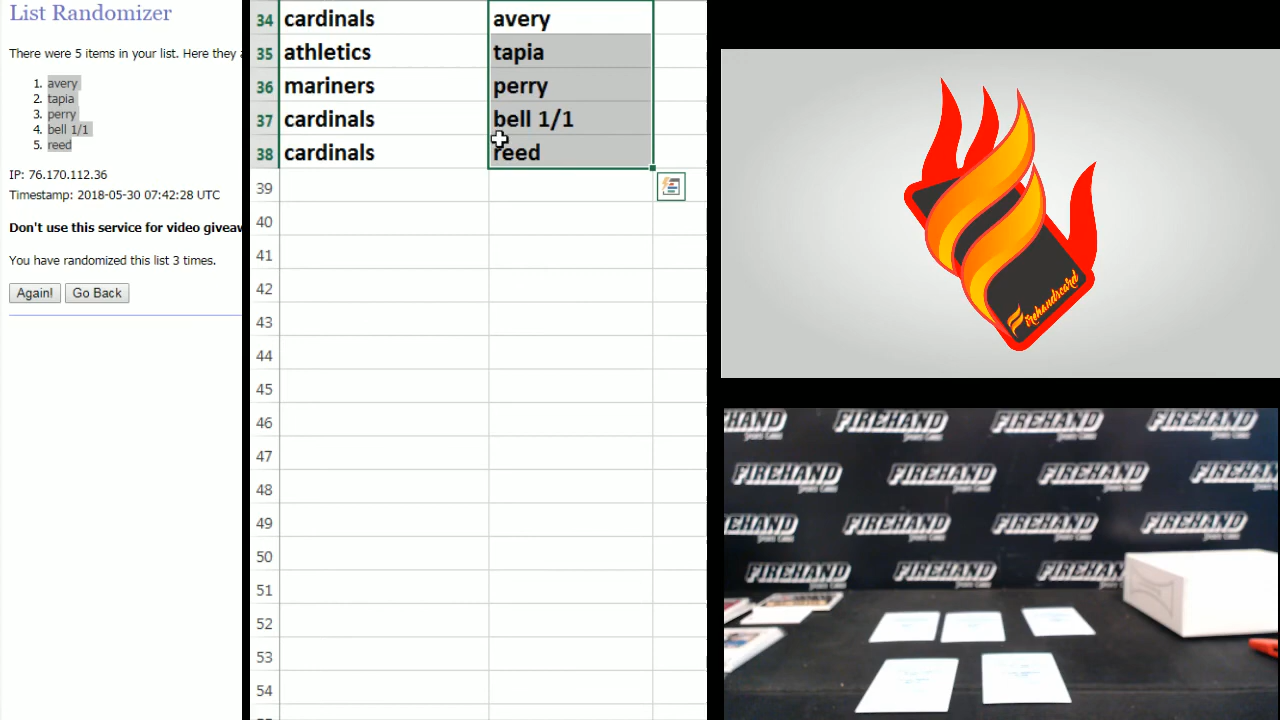 List Randomizer
There were 5 items in your list. Here they
1. avery
2. tapia
3. perry
4. bell 1/1
5. reed
IP: 76.170.112.36
Timestamp: 2018-05-30 07:42:28 UTC
Don't use this service for video
You have randomized this list 3 times.
Again! Go Back
34 cardinals avery
35 athletics tapia
36 mariners perry
37 cardinals bell 1/1
38 cardinals reed
39
40
41
42
43
44
45
46
47
48
49
50
51
52
53
54
Firehandscard
FIREHAND FIREHAND FIREHAND
FIREHAND FIREHAND FIREHAND FIREHAND
FIREHAND FIREHAND FIREHAND
FIREHAND FIREHAND FIREHAND